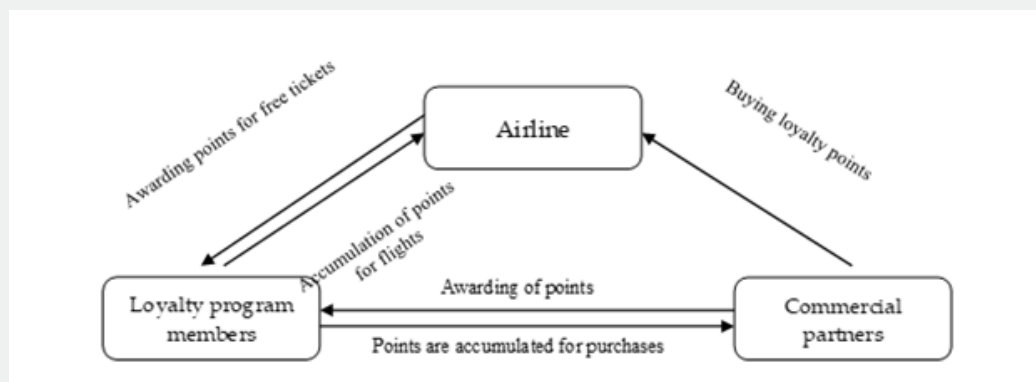 Awarding points for free tickets
Airline
Buying loyalty points
Accumulation of points
for flights
Loyalty program
members
Awarding of points
Points are accumulated for purchases
Commercial
partners